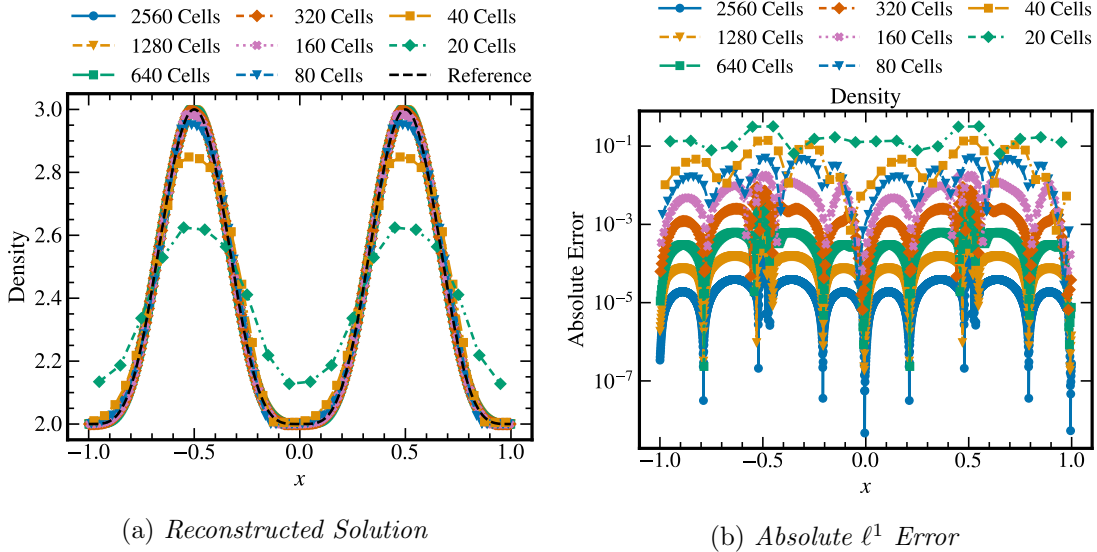 2560 Cells 320 Cells 40 Cells
1280 Cells 160 Cells 20 Cells
640 Cells 80 Cells Reference
3.0
2.8
2.6
2.4
2.2
2.0
Density
−1.0 −0.5 0.0 0.5 1.0
x
(a) Reconstructed Solution
2560 Cells 320 Cells 40 Cells
1280 Cells 160 Cells 20 Cells
640 Cells 80 Cells
Density
10⁻¹
10⁻³
10⁻⁵
10⁻⁷
Absolute Error
−1.0 −0.5 0.0 0.5 1.0
x
(b) Absolute ℓ¹ Error